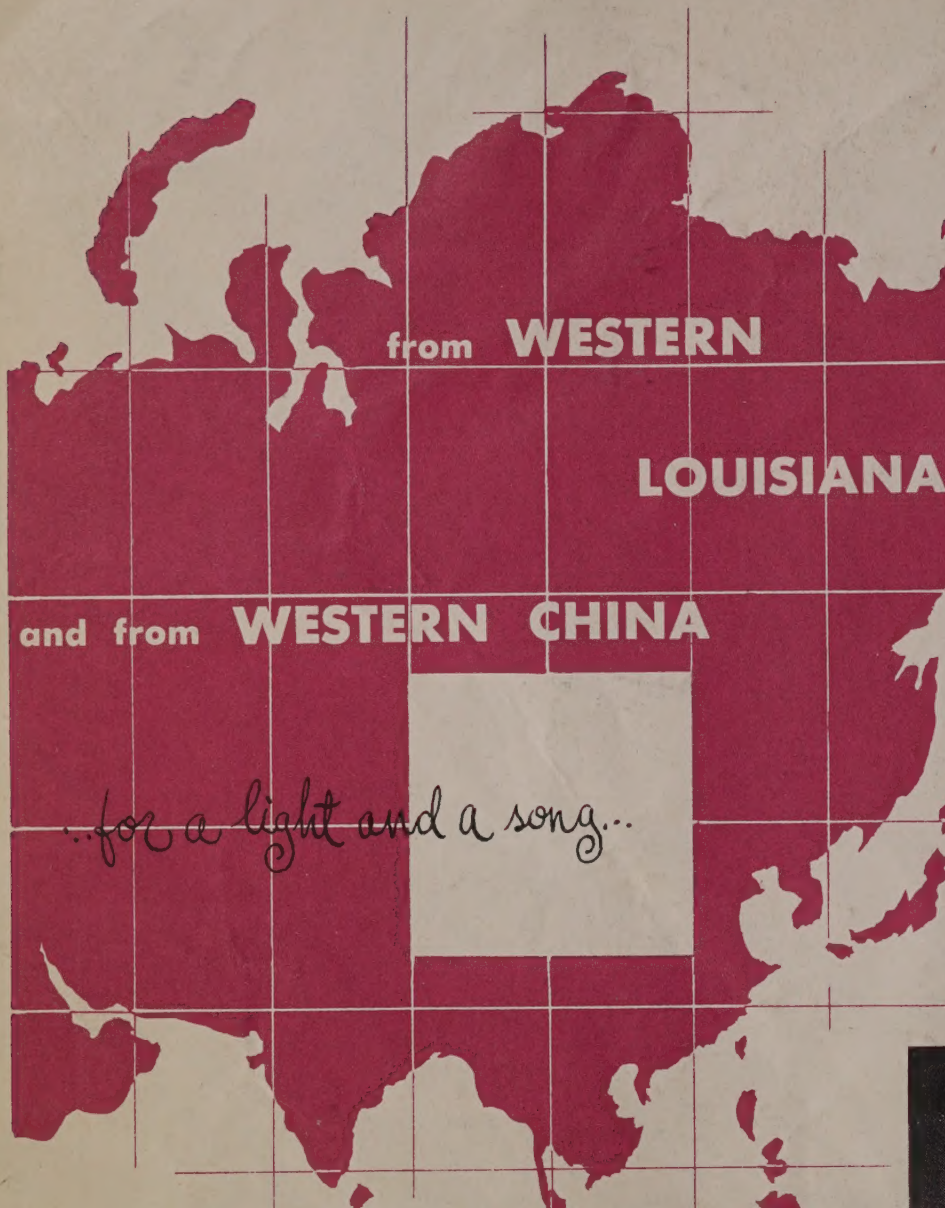 from WESTERN
LOUISIANA
and from WESTERN CHINA
...for a light and a song...